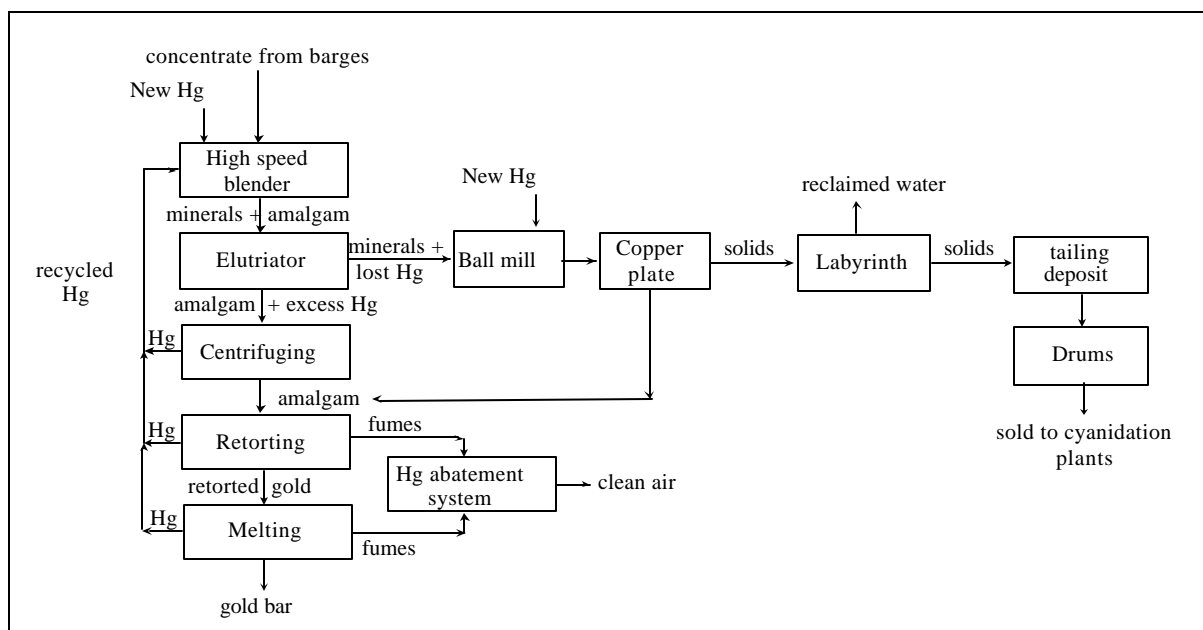 concentrate from barges
New Hg
High speed
blender
New Hg
reclaimed water
minerals + amalgam
minerals +
lost Hg
Elutriator
Ball mill
Copper
plate
solids
Labyrinth
solids
tailing
deposit
recycled
Hg
amalgam + excess Hg
Hg
Centrifuging
Drums
amalgam
Hg
Retorting
fumes
sold to cyanidation
plants
retorted gold
Hg abatement
system
clean air
Hg
Melting
fumes
gold bar